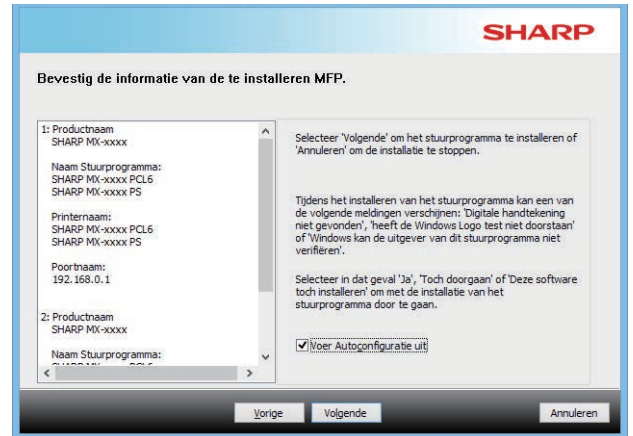 SHARP
Bevestig de informatie van de te installeren MFP.
1: Productnaam
SHARP MX-xxxx
Naam Stuurprogramma:
SHARP MX-xxxx PCL6
SHARP MX-xxxx PS
Printernaam:
SHARP MX-xxxx PCL6
SHARP MX-xxxx PS
Poortnaam:
192.168.0.1
2: Productnaam
SHARP MX-xxxx
Naam Stuurprogramma:
Selecteer 'Volgende' om het stuurprogramma te installeren of
'Annuleren' om de installatie te stoppen.
Tijdens het installeren van het stuurprogramma kan een van
de volgende meldingen verschijnen: 'Digitale handtekening
niet gevonden', 'heeft de Windows Logo test niet doorstaan'
of 'Windows kan de uitgever van dit stuurprogramma niet
verifiëren'.
Selecteer in dat geval 'Ja', 'Toch doorgaan' of 'Deze software
toch installeren' om met de installatie van het
stuurprogramma door te gaan.
Voer Autoconfiguratie uit
Vorige
Volgende
Annuleren